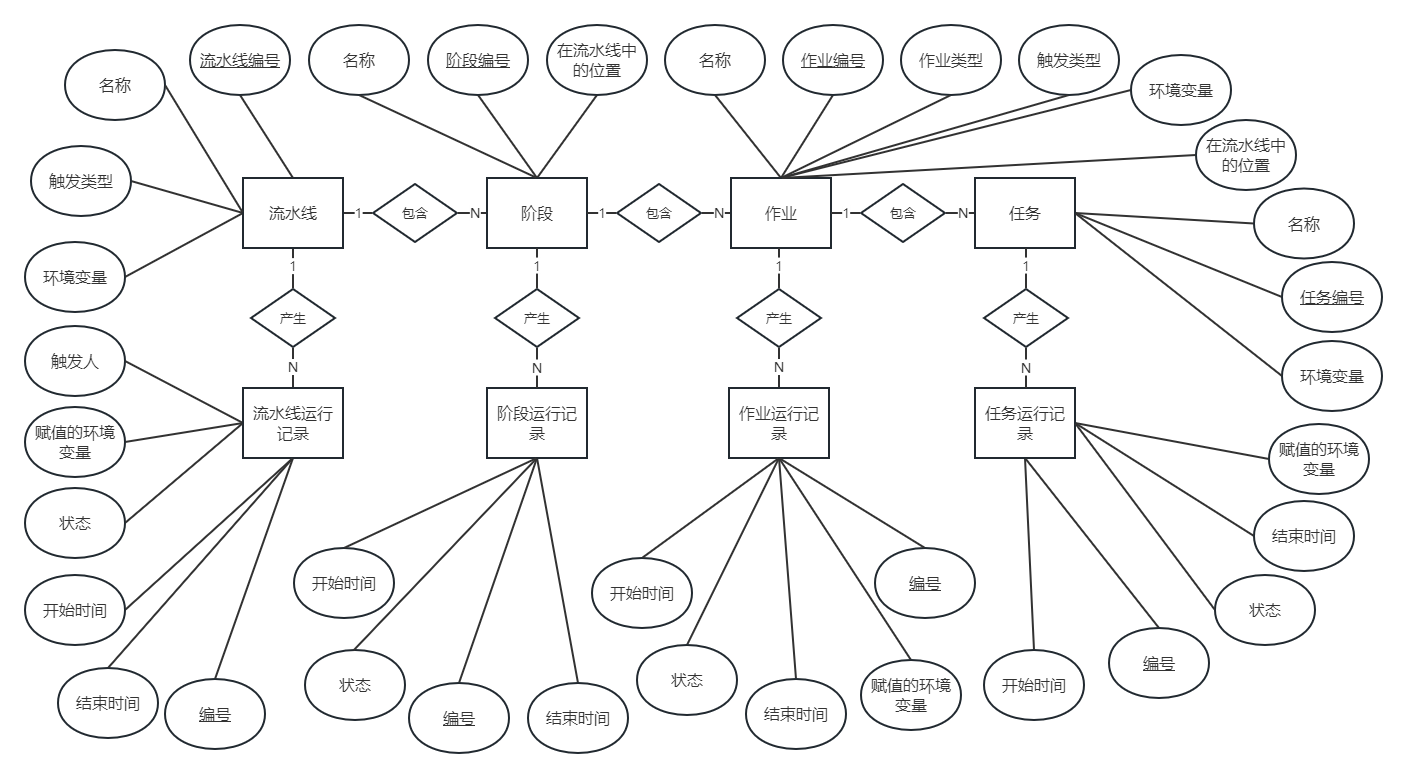 流水线编号
名称
阶段编号
在流水线中
的位置
名称
作业编号
作业类型
触发类型
名称
环境变量
在流水线中
的位置
触发类型
流水线
1
包含
N
阶段
1
包含
N
作业
1
包含
N
任务
名称
环境变量
1
1
1
1
任务编号
产生
产生
产生
产生
触发人
N
N
N
N
环境变量
赋值的环境
变量
流水线运行
记录
阶段运行记
录
作业运行记
录
任务运行记
录
赋值的环境
变量
状态
结束时间
开始时间
开始时间
开始时间
编号
状态
结束时间
编号
状态
编号
结束时间
状态
结束时间
赋值的环境
变量
开始时间
编号